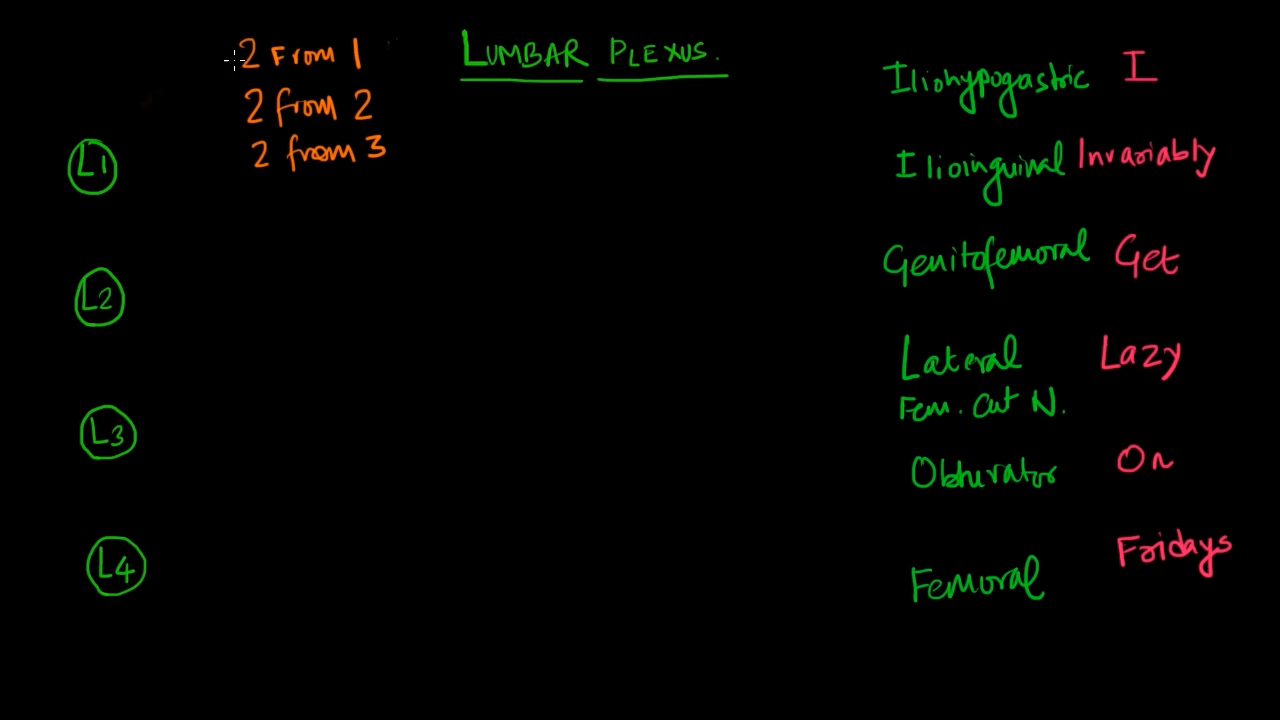 2 From 1
2 from 2
2 from 3
LUMBAR PLEXUS.
L1
L2
L3
L4
Iliohypogastric I
Ilioinguinal Invariably
Genitofemoral Get
Lateral Lazy
Fem. Cut N.
Obturator On
Femoral Fridays